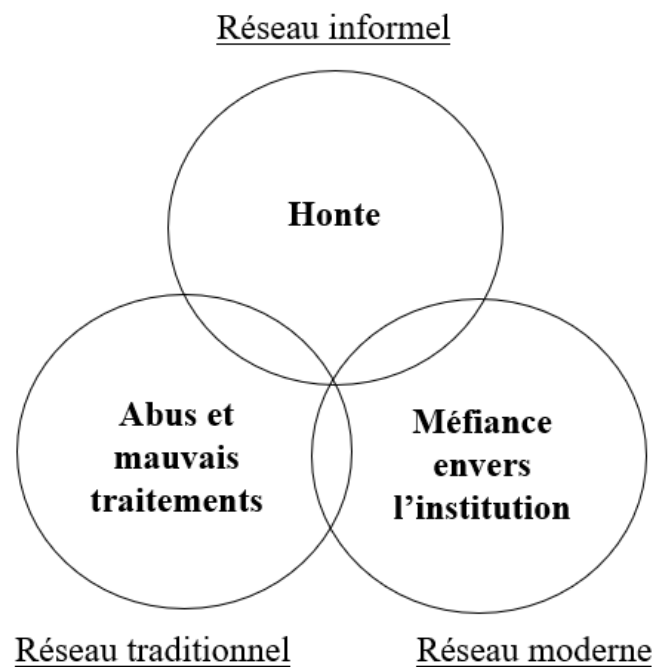 Réseau informel
Honte
Abus et
mauvais
traitements
Méfiance
envers
l’institution
Réseau traditionnel
Réseau moderne